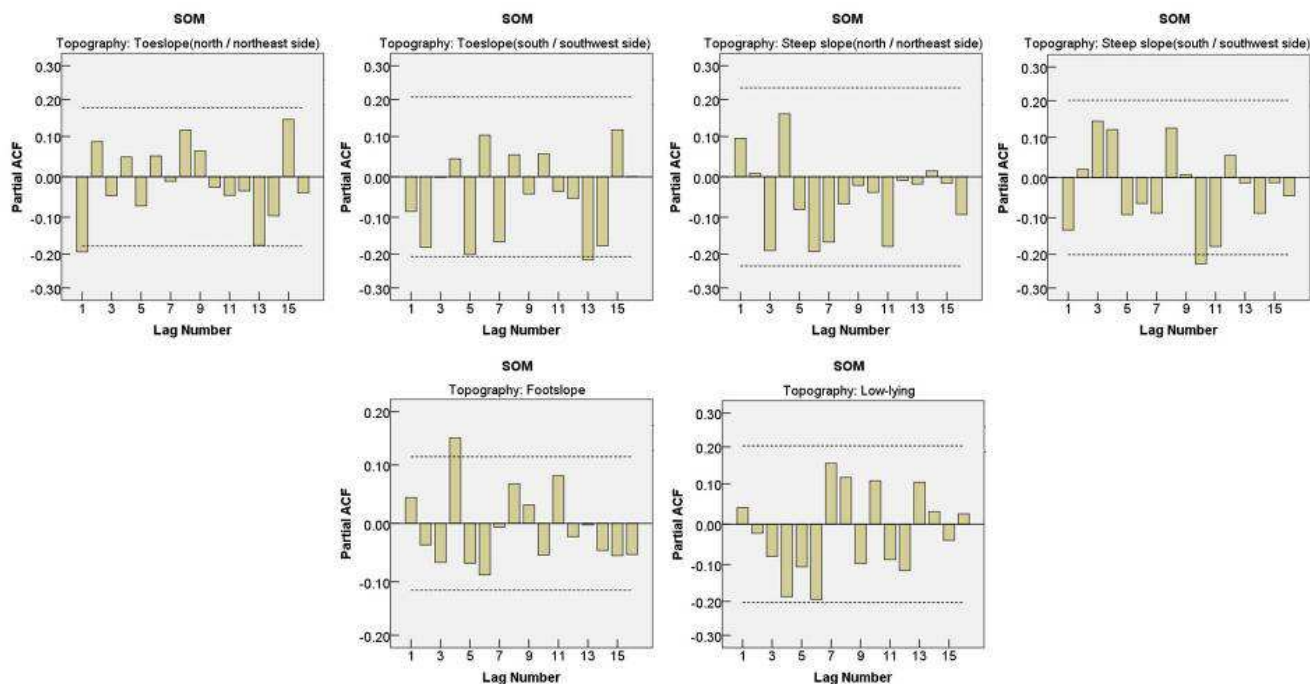 SOM
Topography: Toeslope(north / northeast side)
0.30
0.20
0.10
0.00
-0.10
-0.20
-0.30
Partial ACF
1 3 5 7 9 11 13 15
Lag Number
SOM
Topography: Toeslope(south / southwest side)
0.30
0.20
0.10
0.00
-0.10
-0.20
-0.30
Partial ACF
1 3 5 7 9 11 13 15
Lag Number
SOM
Topography: Steep slope(north / northeast side)
0.30
0.20
0.10
0.00
-0.10
-0.20
-0.30
Partial ACF
1 3 5 7 9 11 13 15
Lag Number
SOM
Topography: Steep slope(south / southwest side)
0.30
0.20
0.10
0.00
-0.10
-0.20
-0.30
Partial ACF
1 3 5 7 9 11 13 15
Lag Number
SOM
Topography: Footslope
0.20
0.10
0.00
-0.10
-0.20
Partial ACF
1 3 5 7 9 11 13 15
Lag Number
SOM
Topography: Low-lying
0.30
0.20
0.10
0.00
-0.10
-0.20
-0.30
Partial ACF
1 3 5 7 9 11 13 15
Lag Number